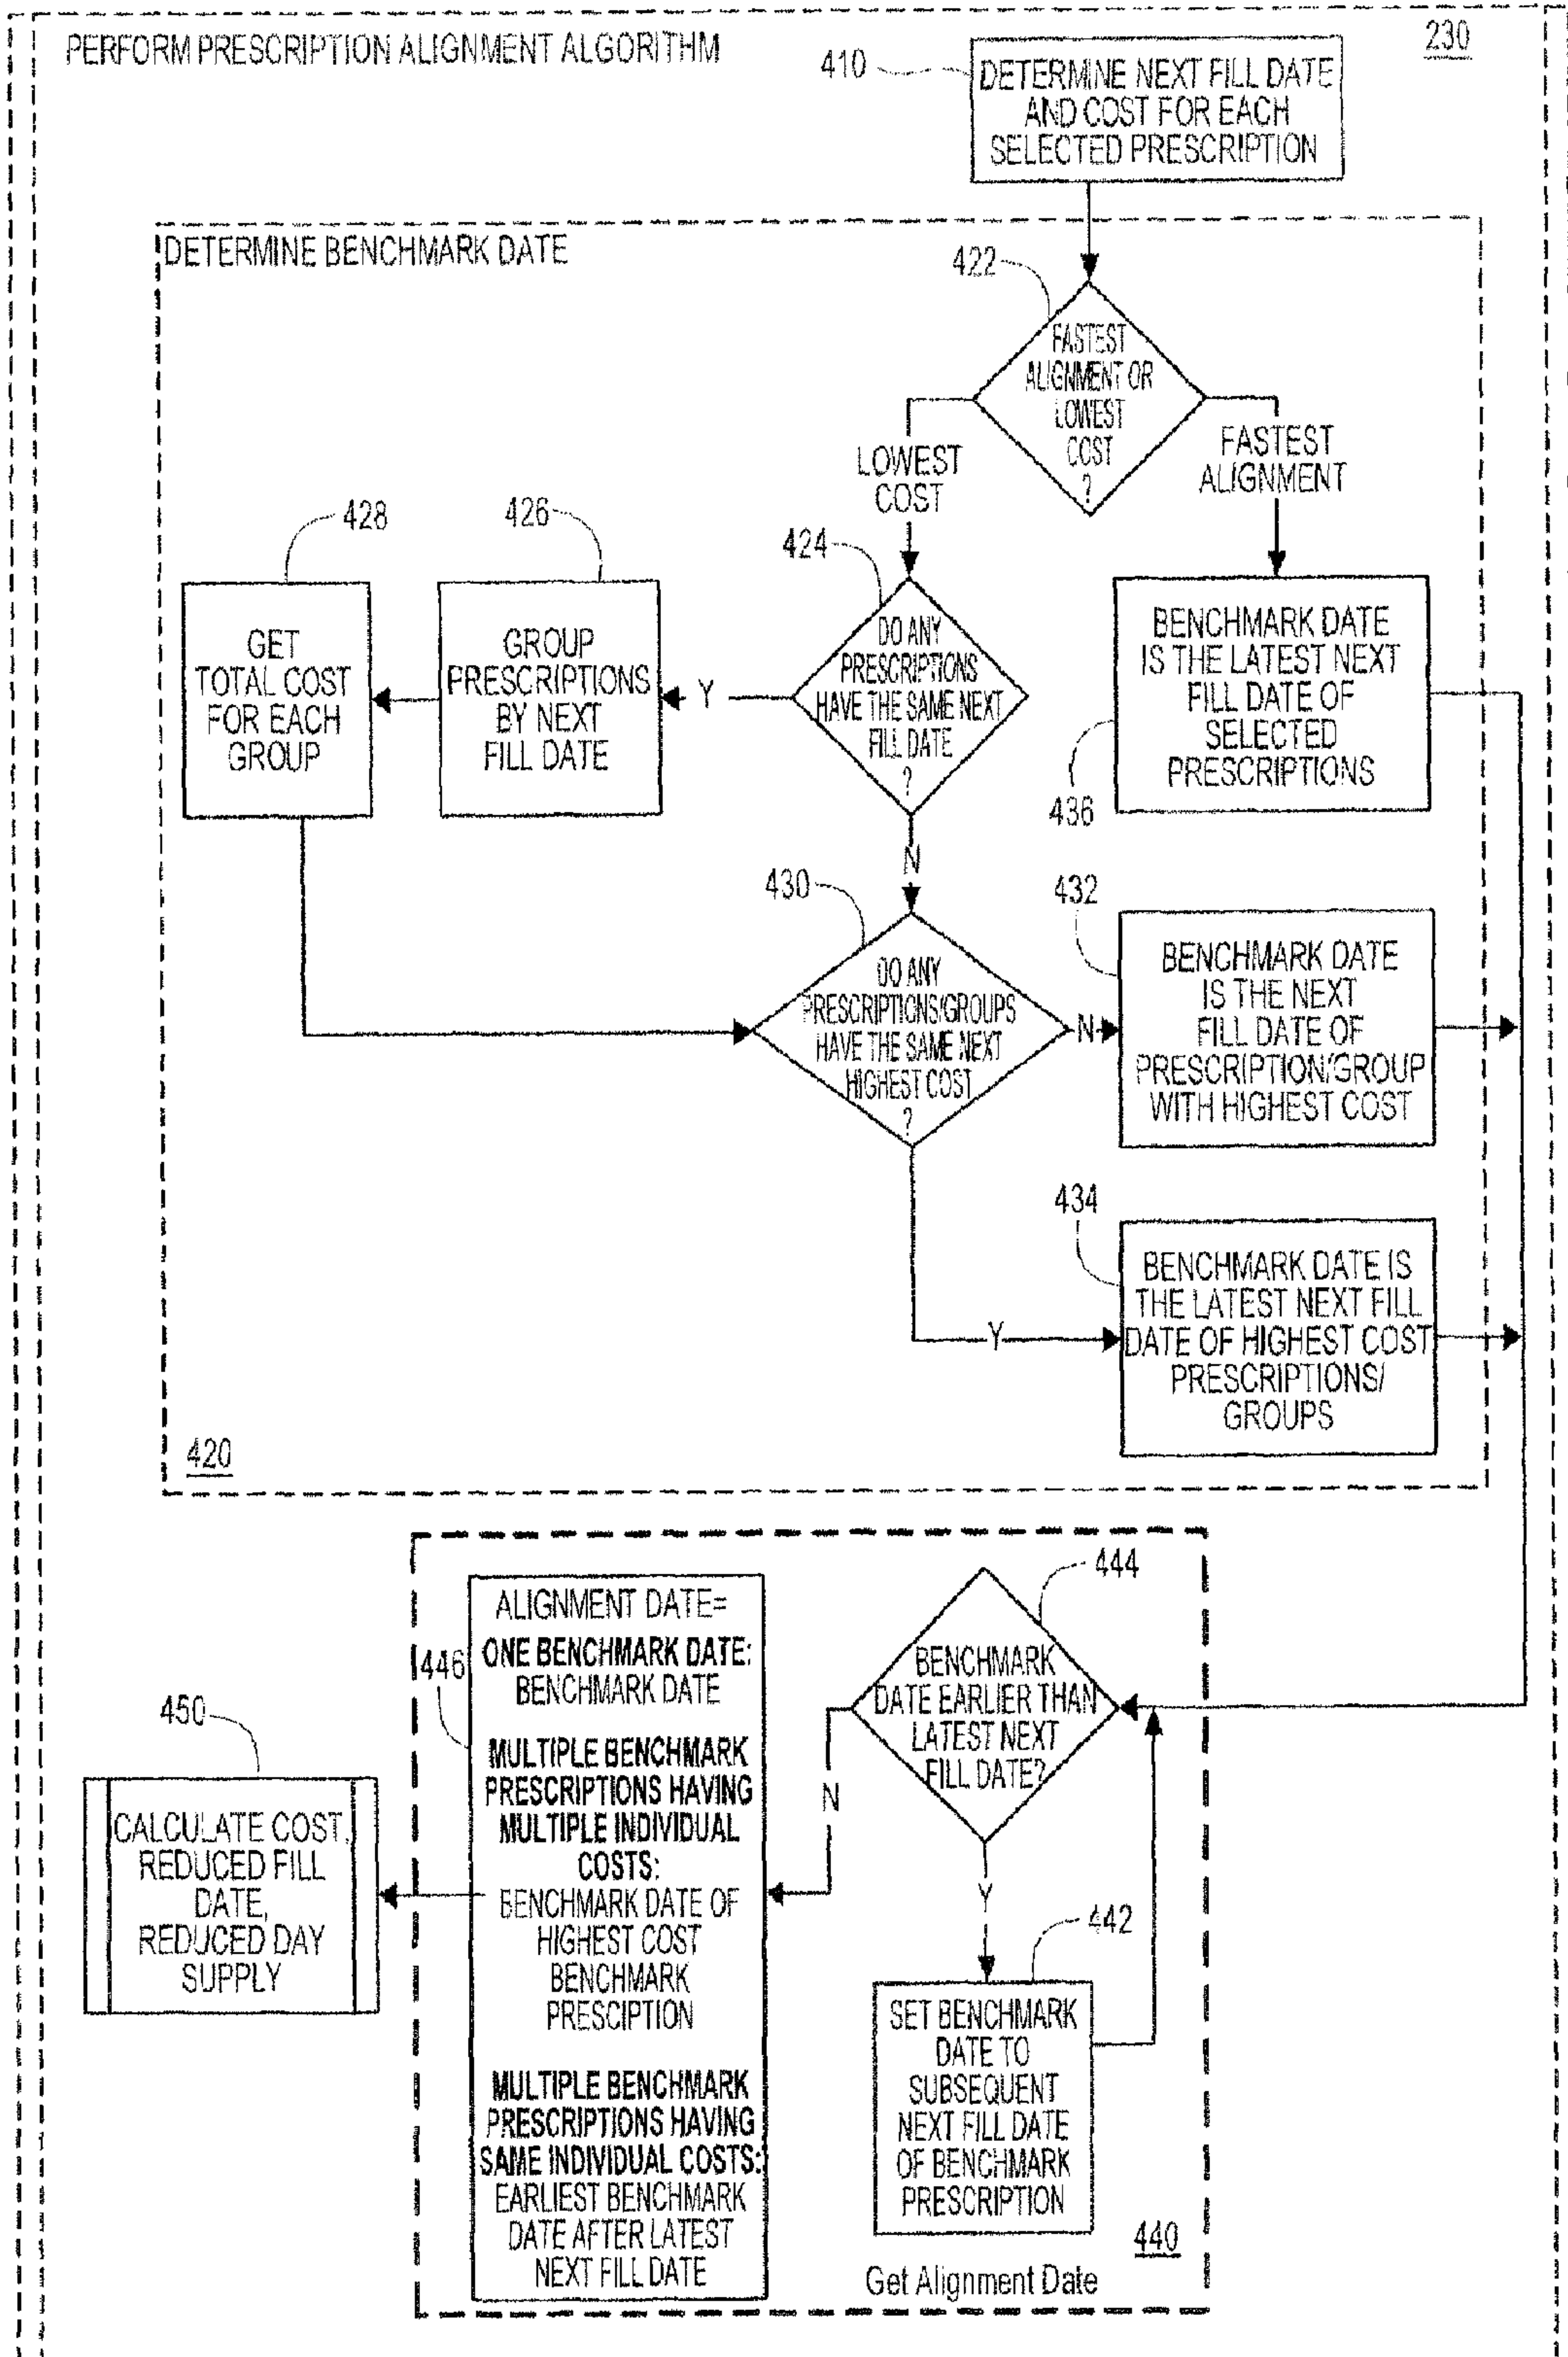 PERFORM PRESCRIPTION ALIGNMENT ALGORITHM
230
410
DETERMINE NEXT FILL DATE
AND COST FOR EACH
SELECTED PRESCRIPTION
DETERMINE BENCHMARK DATE
422
FASTEST
ALIGNMENT OR
LOWEST
COST
?
LOWEST
COST
FASTEST
ALIGNMENT
428
GET
TOTAL COST
FOR EACH
GROUP
426
GROUP
PRESCRIPTIONS
BY NEXT
FILL DATE
Y
424
DO ANY
PRESCRIPTIONS
HAVE THE SAME NEXT
FILL DATE
?
N
BENCHMARK DATE
IS THE LATEST NEXT
FILL DATE OF
SELECTED
PRESCRIPTIONS
436
430
DO ANY
PRESCRIPTIONS/GROUPS
HAVE THE SAME NEXT
HIGHEST COST
?
N
432
BENCHMARK DATE
IS THE NEXT
FILL DATE OF
PRESCRIPTION/GROUP
WITH HIGHEST COST
Y
434
BENCHMARK DATE IS
THE LATEST NEXT FILL
DATE OF HIGHEST COST
PRESCRIPTIONS/
GROUPS
420
444
BENCHMARK
DATE EARLIER THAN
LATEST NEXT
FILL DATE?
N
Y
442
SET BENCHMARK
DATE TO
SUBSEQUENT
NEXT FILL DATE
OF BENCHMARK
PRESCRIPTION
446
ALIGNMENT DATE=
ONE BENCHMARK DATE:
BENCHMARK DATE
MULTIPLE BENCHMARK
PRESCRIPTIONS HAVING
MULTIPLE INDIVIDUAL
COSTS:
BENCHMARK DATE OF
HIGHEST COST
BENCHMARK
PRESCIPTION
MULTIPLE BENCHMARK
PRESCRIPTIONS HAVING
SAME INDIVIDUAL COSTS:
EARLIEST BENCHMARK
DATE AFTER LATEST
NEXT FILL DATE
440
Get Alignment Date
450
CALCULATE COST,
REDUCED FILL
DATE,
REDUCED DAY
SUPPLY